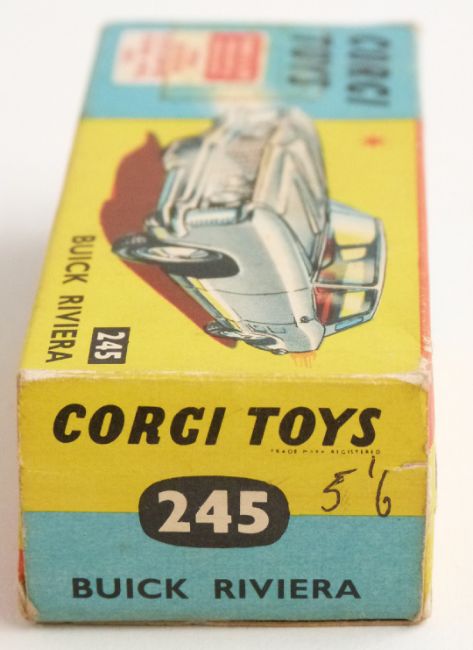 CORGI
TOYS
BUICK RIVIERA
245
CORGI TOYS
TRADE MARK REGISTERED
5'6
245
BUICK RIVIERA